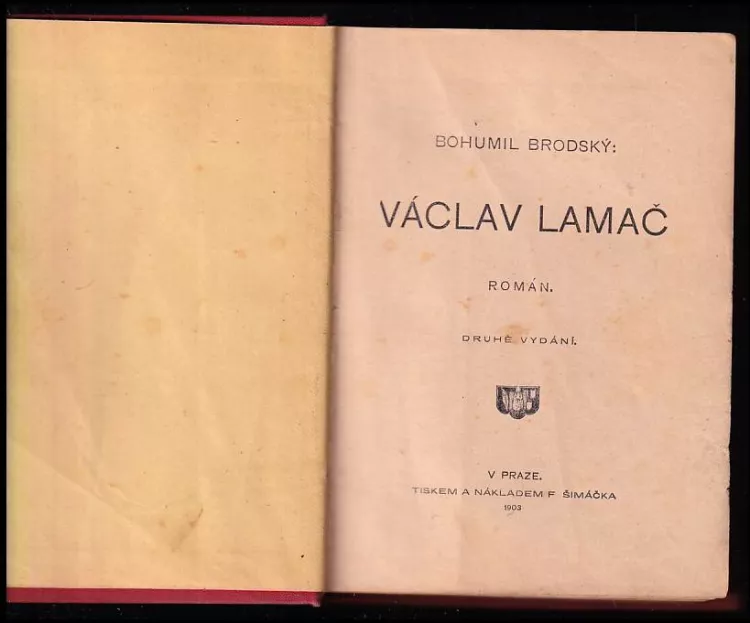 BOHUMIL BRODSKÝ:
VÁCLAV LAMAČ
ROMÁN.
DRUHÉ VYDÁNÍ.
V PRAZE.
TISKEM A NÁKLADEM F ŠIMÁČKA
1903